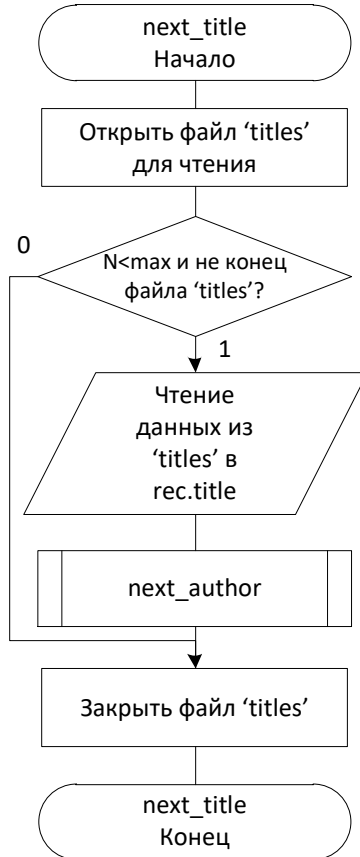 next_title
Начало
Открыть файл ‘titles’
для чтения
0
N<max и не конец
файла ‘titles’?
1
Чтение
данных из
‘titles’ в
rec.title
next_author
Закрыть файл ‘titles’
next_title
Конец